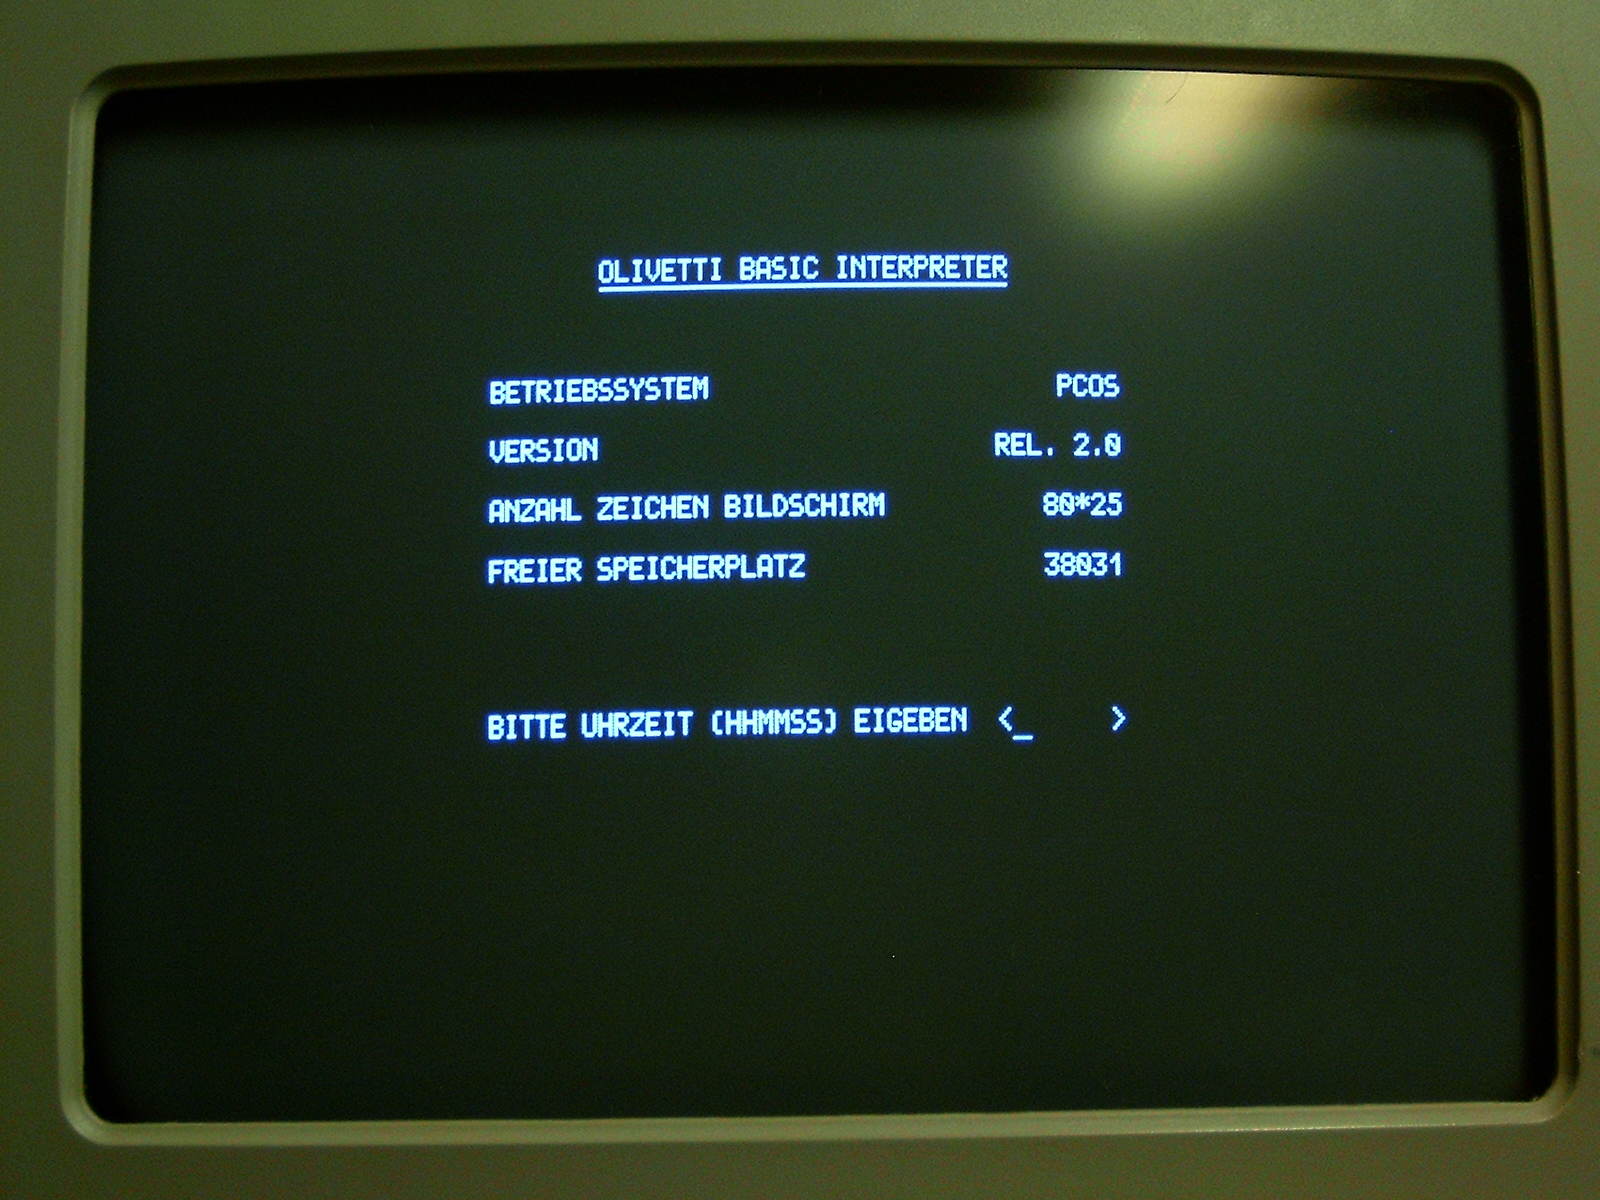 OLIVETTI BASIC INTERPRETER
BETRIEBSSYSTEM PCOS
VERSION REL. 2.0
ANZAHL ZEICHEN BILDSCHIRM 80*25
FREIER SPEICHERPLATZ 38031
BITTE UHRZEIT (HHMMSS) EIGEBEN <_ >